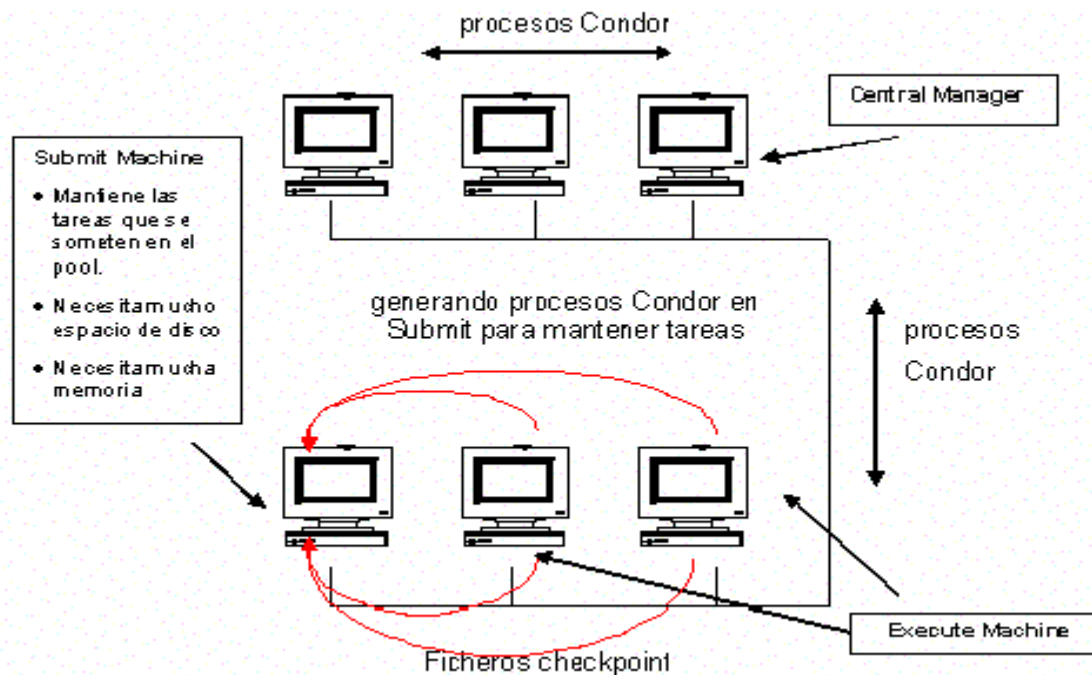 procesos Condor
Central Manager
Submit Machine
• Mantiene las
tareas que se
someten en el
pool.
• Necesita mucho
espacio de disco
• Necesita mucha
memoria
generando procesos Condor en
Submit para mantener tareas
procesos
Condor
Execute Machine
Ficheros checkpoint